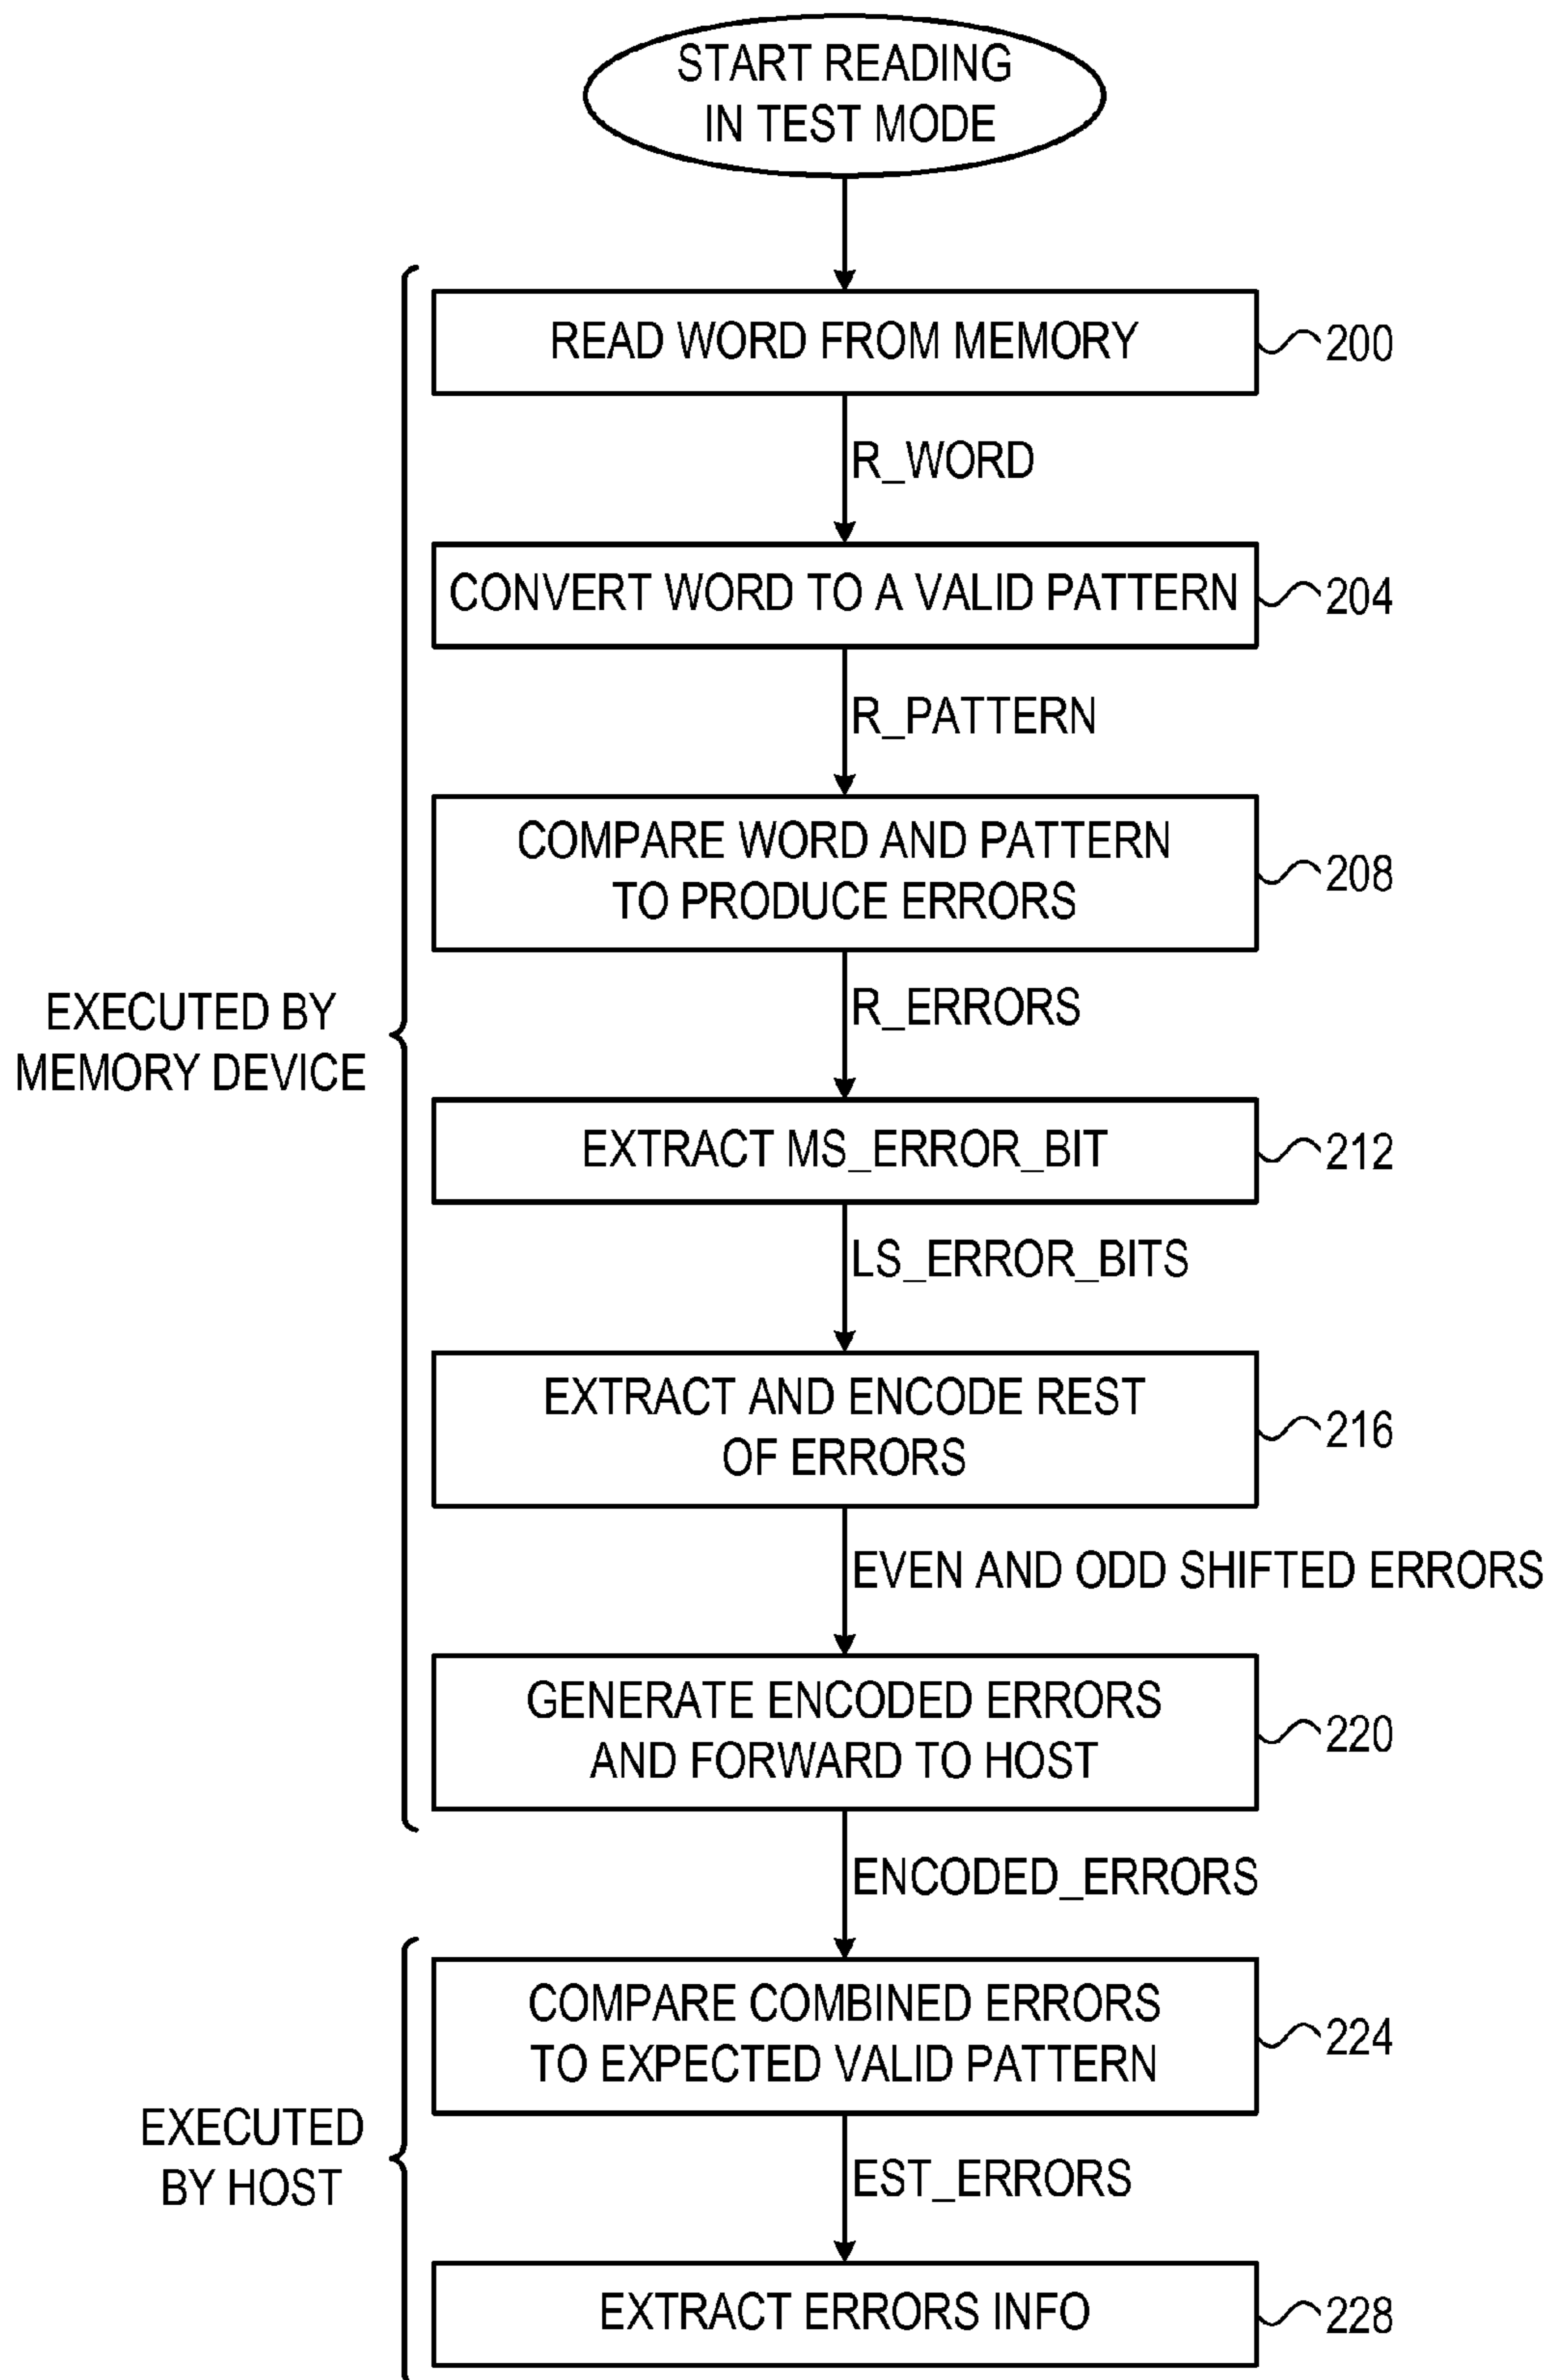 START READING
IN TEST MODE
READ WORD FROM MEMORY
200
R_WORD
CONVERT WORD TO A VALID PATTERN
204
R_PATTERN
COMPARE WORD AND PATTERN
TO PRODUCE ERRORS
208
R_ERRORS
EXECUTED BY
MEMORY DEVICE
EXTRACT MS_ERROR_BIT
212
LS_ERROR_BITS
EXTRACT AND ENCODE REST
OF ERRORS
216
EVEN AND ODD SHIFTED ERRORS
GENERATE ENCODED ERRORS
AND FORWARD TO HOST
220
ENCODED_ERRORS
COMPARE COMBINED ERRORS
TO EXPECTED VALID PATTERN
224
EXECUTED
BY HOST
EST_ERRORS
EXTRACT ERRORS INFO
228